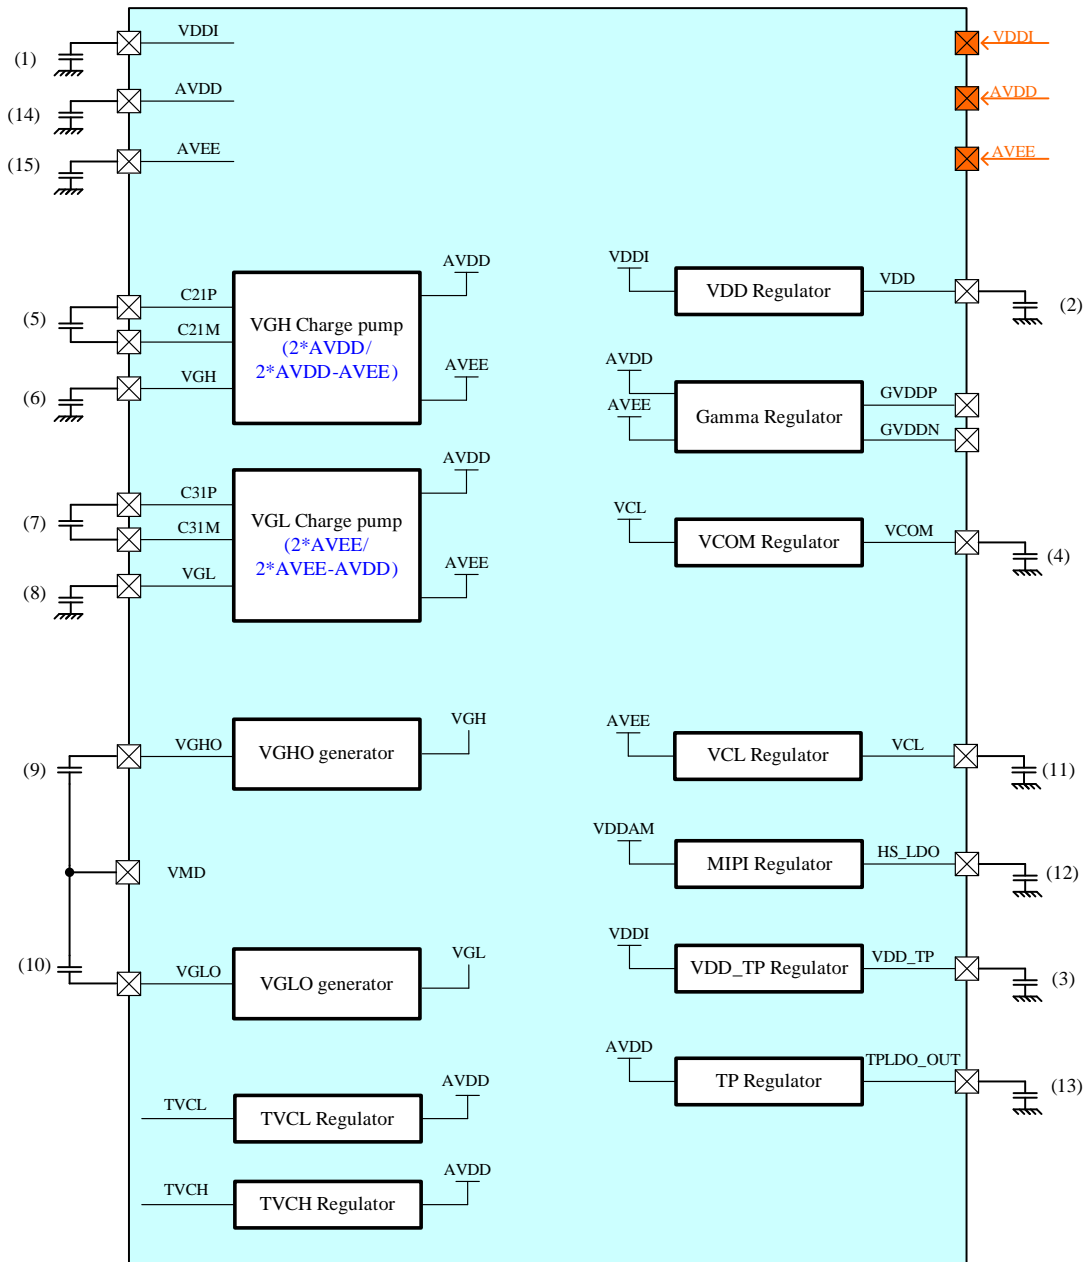 VDDI
(1)
VDDI
AVDD
(14)
AVDD
AVEE
(15)
AVEE
C21P
(5)
C21M
VGH
(6)
VGH Charge pump
(2*AVDD/
2*AVDD-AVEE)
AVDD
AVEE
VDDI
VDD Regulator
VDD
(2)
AVDD
AVEE
Gamma Regulator
GVDDP
GVDDN
C31P
(7)
C31M
VGL
(8)
VGL Charge pump
(2*AVEE/
2*AVEE-AVDD)
AVDD
AVEE
VCL
VCOM Regulator
VCOM
(4)
VGHO
(9)
VGHO generator
VGH
AVEE
VCL Regulator
VCL
(11)
VMD
VDDAM
MIPI Regulator
HS_LDO
(12)
(10)
VGLO
VGLO generator
VGL
VDDI
VDD_TP Regulator
VDD_TP
(3)
AVDD
TP Regulator
TPLDO_OUT
(13)
TVCL
TVCL Regulator
AVDD
TVCH
TVCH Regulator
AVDD